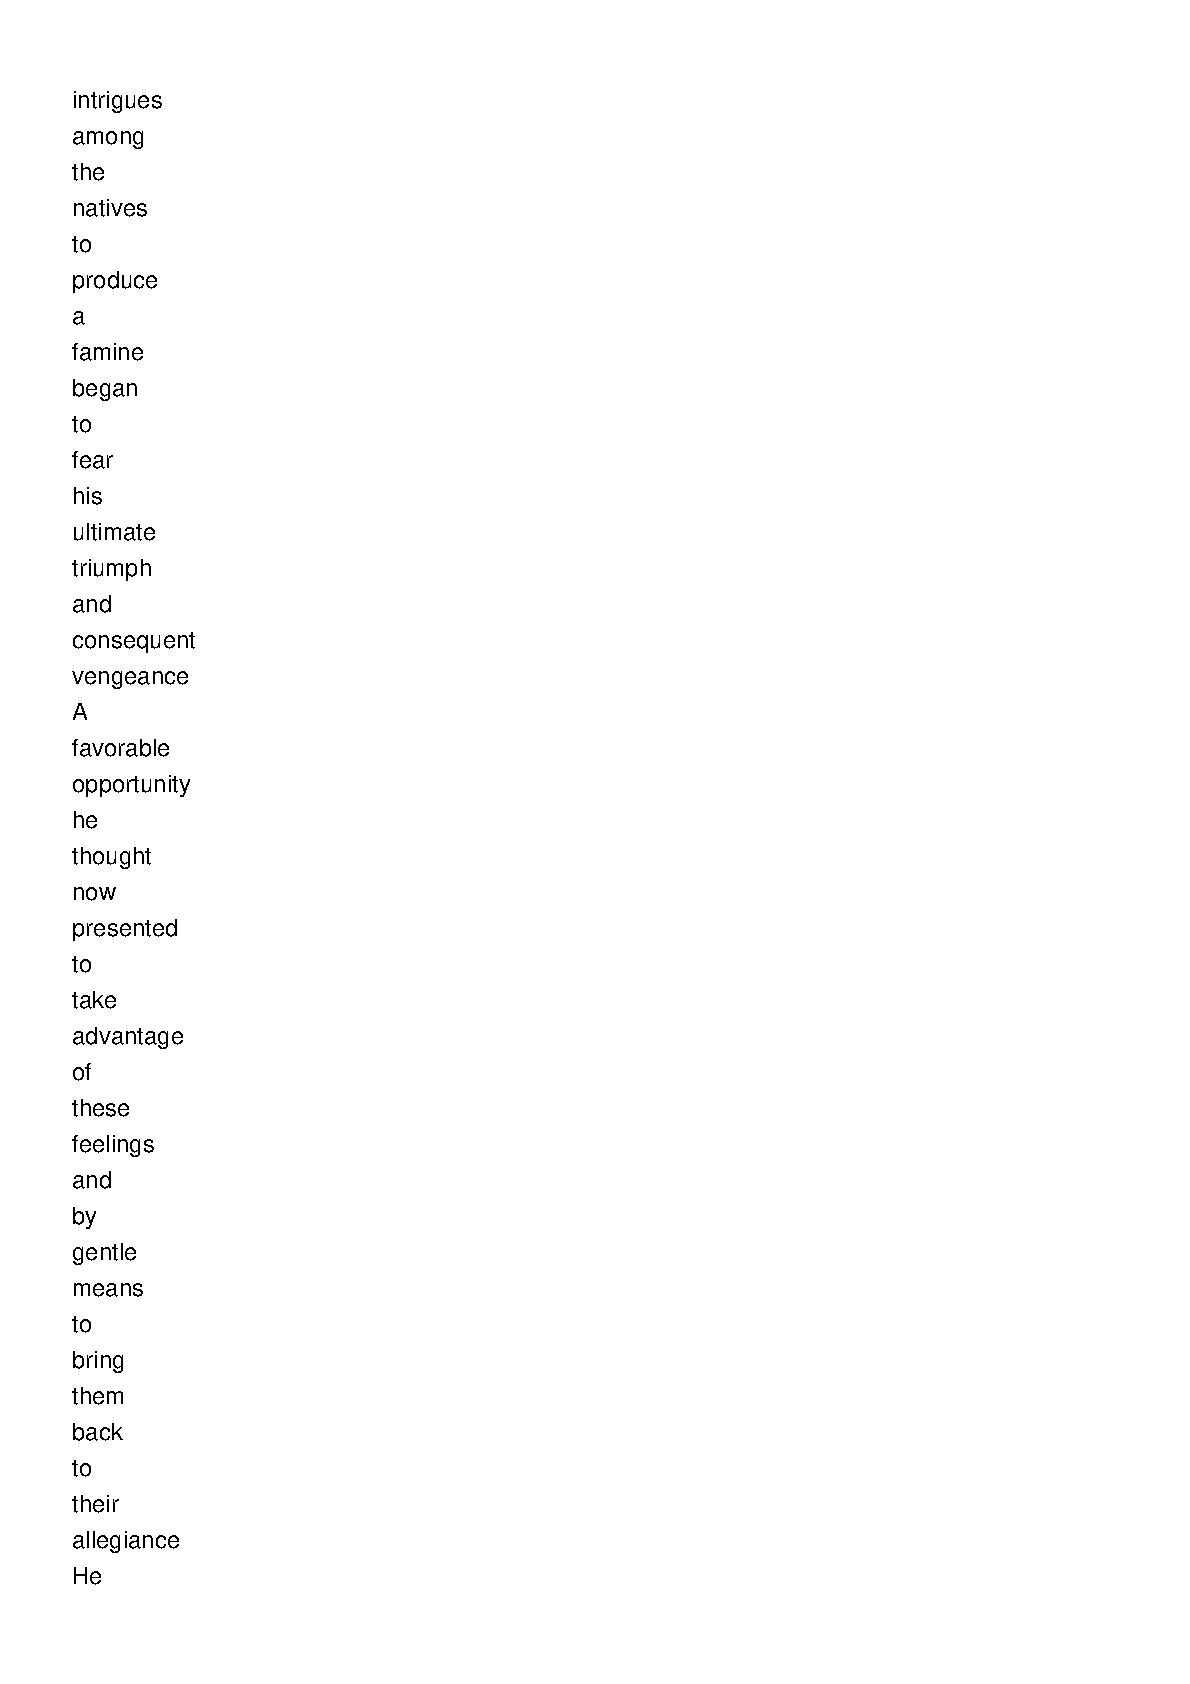 intrigues
among
the
natives
to
produce
a
famine
began
to
fear
his
ultimate
triumph
and
consequent
vengeance
A
favorable
opportunity
he
thought
now
presented
to
take
advantage
of
these
feelings
and
by
gentle
means
to
bring
them
back
to
their
allegiance
He